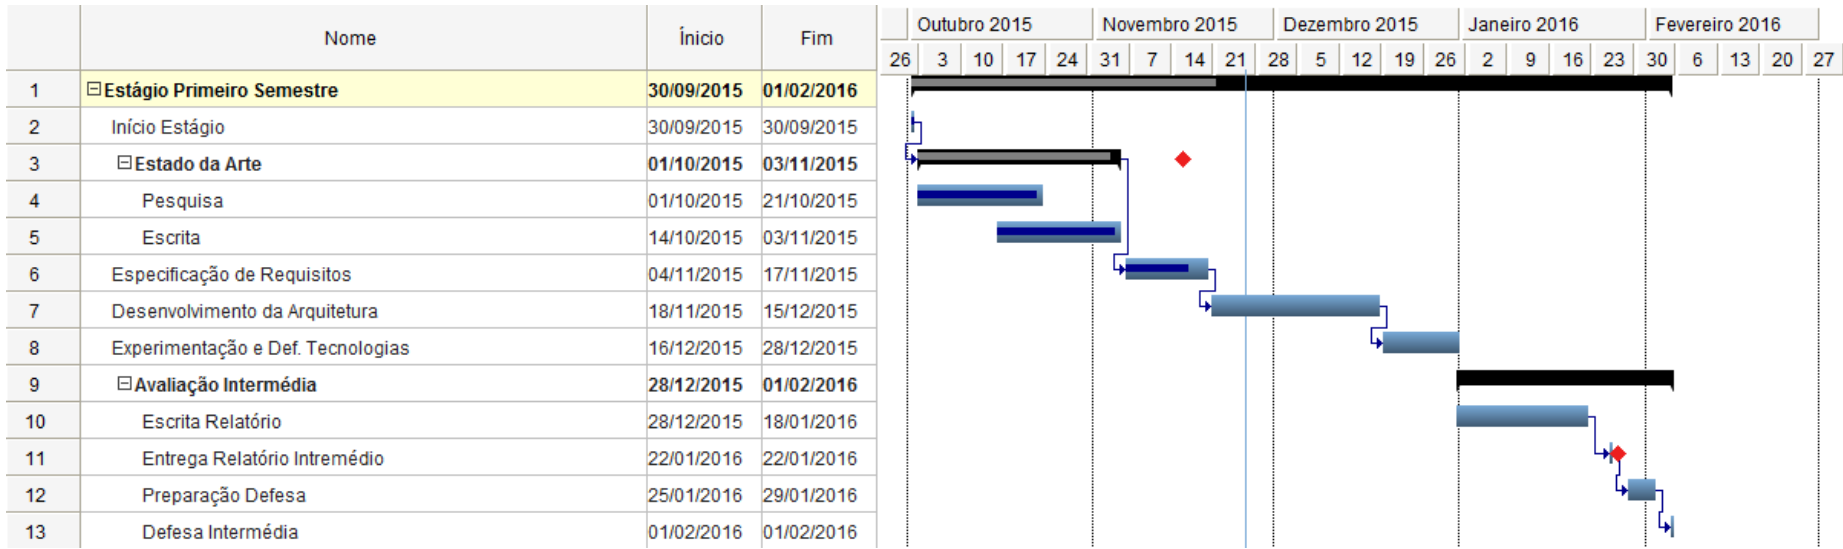 Nome Ínicio Fim Outubro 2015 Novembro 2015 Dezembro 2015 Janeiro 2016 Fevereiro 2016
26 3 10 17 24 31 7 14 21 28 5 12 19 26 2 9 16 23 30 6 13 20 27
1 Estágio Primeiro Semestre 30/09/2015 01/02/2016
2 Início Estágio 30/09/2015 30/09/2015
3 Estado da Arte 01/10/2015 03/11/2015
4 Pesquisa 01/10/2015 21/10/2015
5 Escrita 14/10/2015 03/11/2015
6 Especificação de Requisitos 04/11/2015 17/11/2015
7 Desenvolvimento da Arquitetura 18/11/2015 15/12/2015
8 Experimentação e Def. Tecnologias 16/12/2015 28/12/2015
9 Avaliação Intermédia 28/12/2015 01/02/2016
10 Escrita Relatório 28/12/2015 18/01/2016
11 Entrega Relatório Intremédio 22/01/2016 22/01/2016
12 Preparação Defesa 25/01/2016 29/01/2016
13 Defesa Intermédia 01/02/2016 01/02/2016